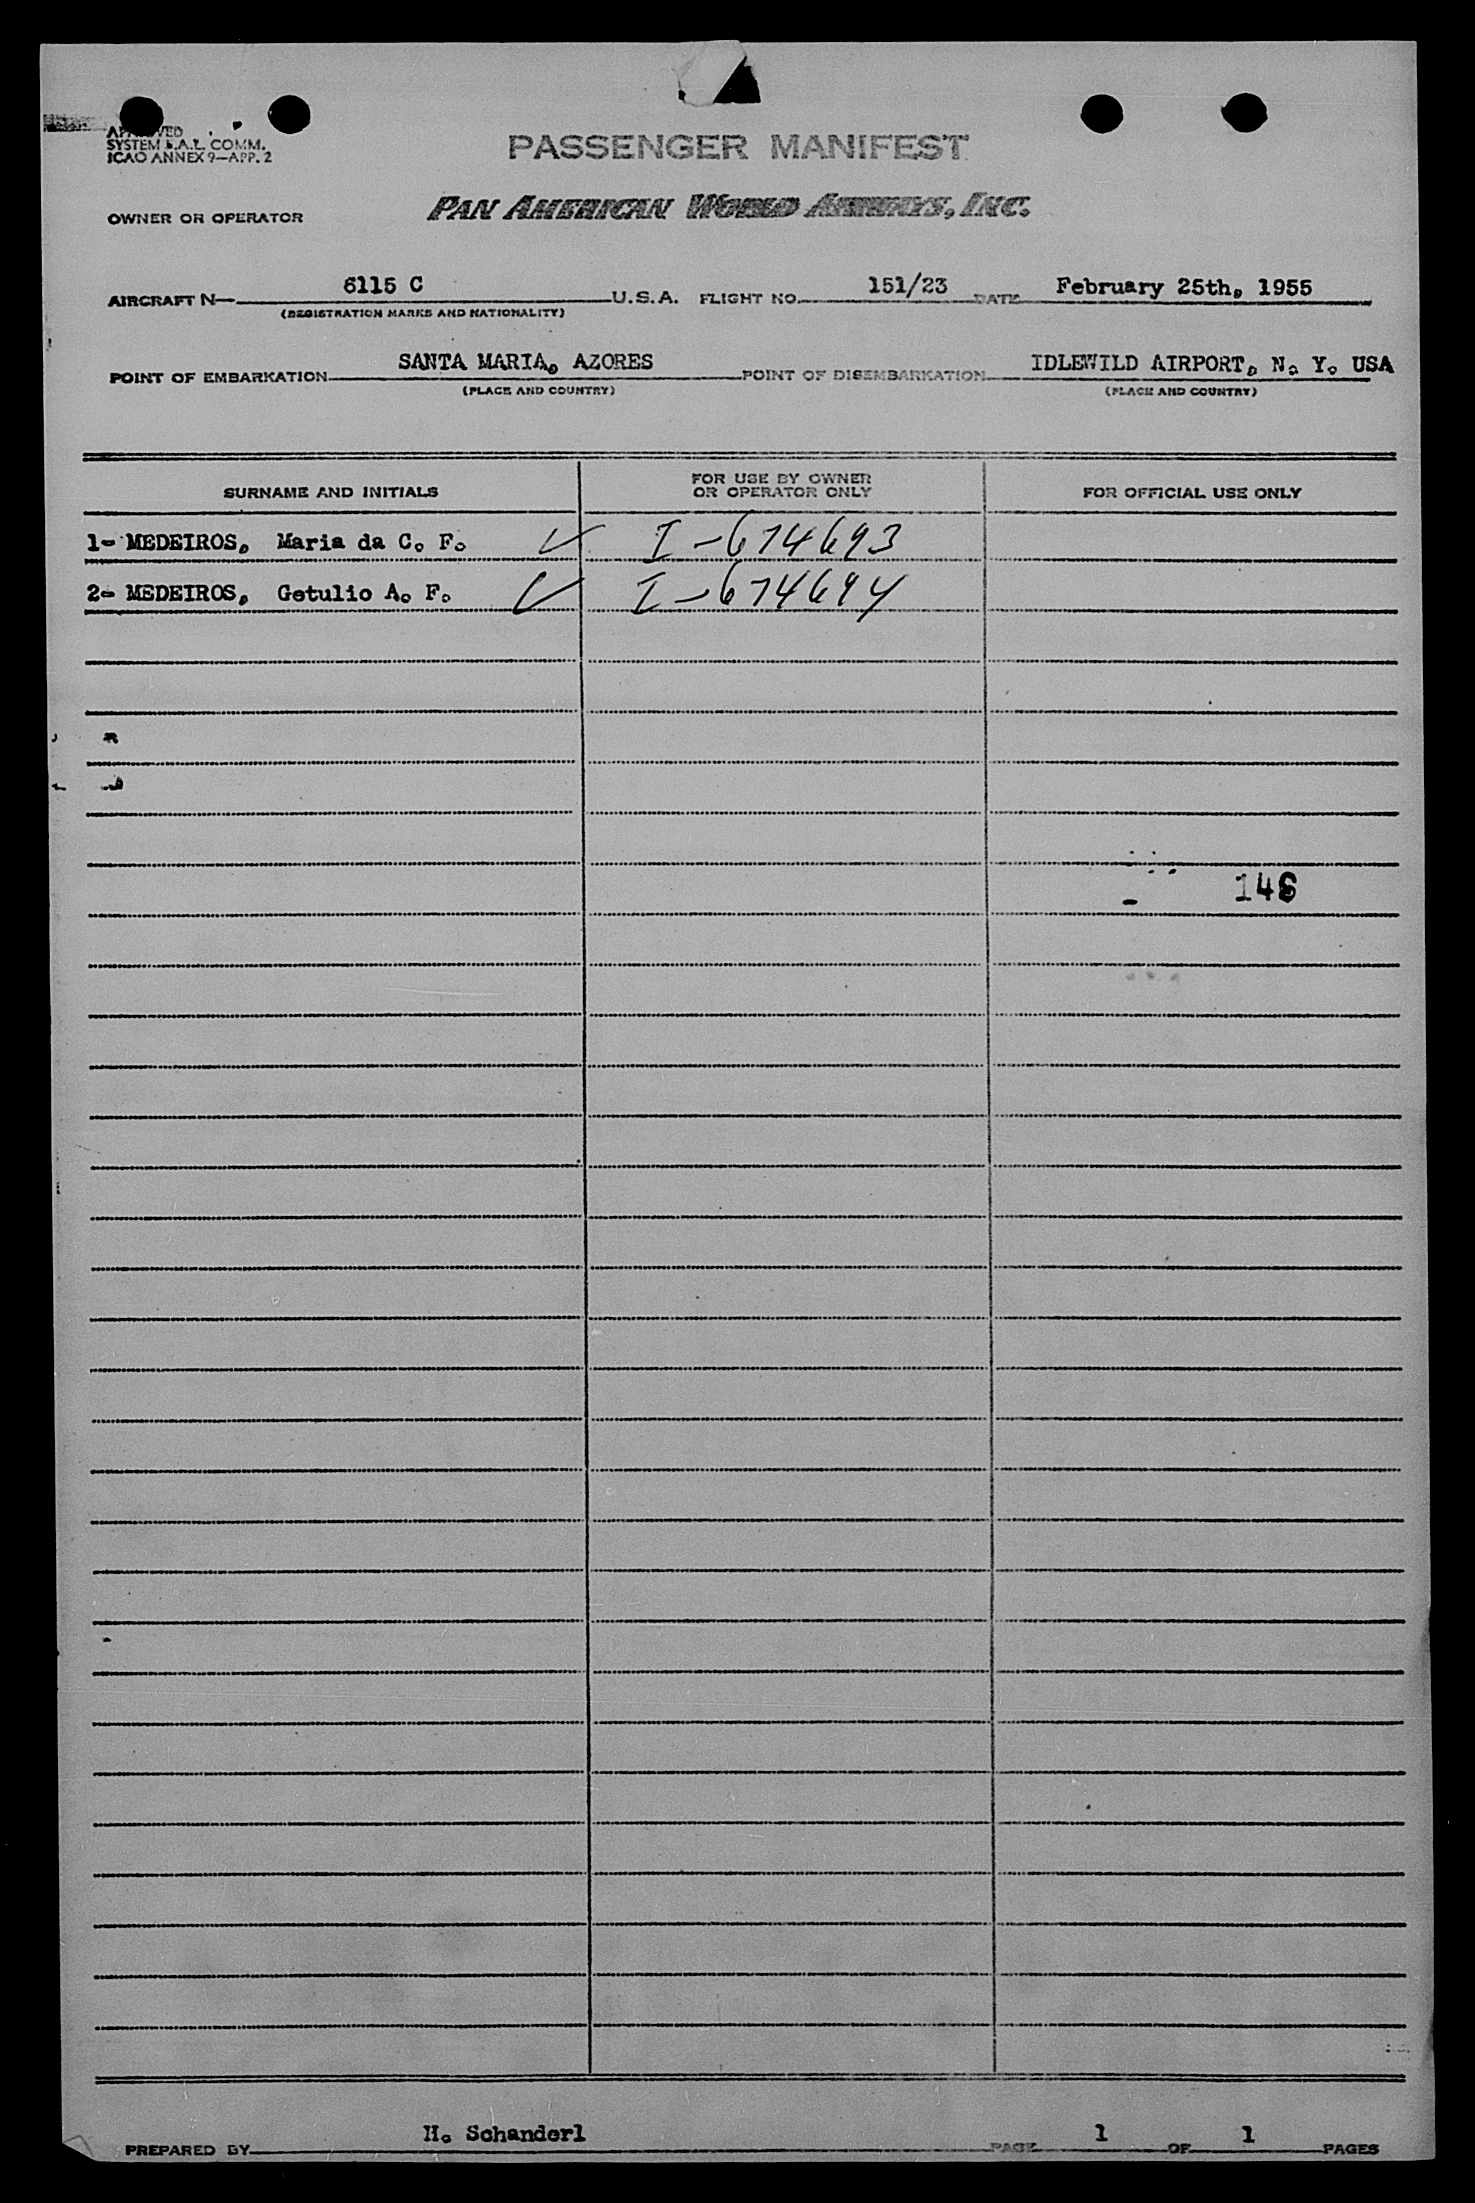 APPROVED
SYSTEM F.A.L. COMM.
ICAO ANNEX 9—APP. 2
PASSENGER MANIFEST
OWNER OR OPERATOR PAN AMERICAN WORLD AIRWAYS, INC.
AIRCRAFT N— 6115 C U.S.A. FLIGHT NO. 151/23 DATE February 25th, 1955
(REGISTRATION MARKS AND NATIONALITY)
POINT OF EMBARKATION SANTA MARIA, AZORES POINT OF DISEMBARKATION IDLEWILD AIRPORT, N. Y. USA
(PLACE AND COUNTRY) (PLACE AND COUNTRY)
SURNAME AND INITIALS FOR USE BY OWNER OR OPERATOR ONLY FOR OFFICIAL USE ONLY
1- MEDEIROS, Maria da C. F. ✓ I-674693
2- MEDEIROS, Getulio A. F. ✓ I-674694
PREPARED BY H. Schanderl PAGE 1 OF 1 PAGES